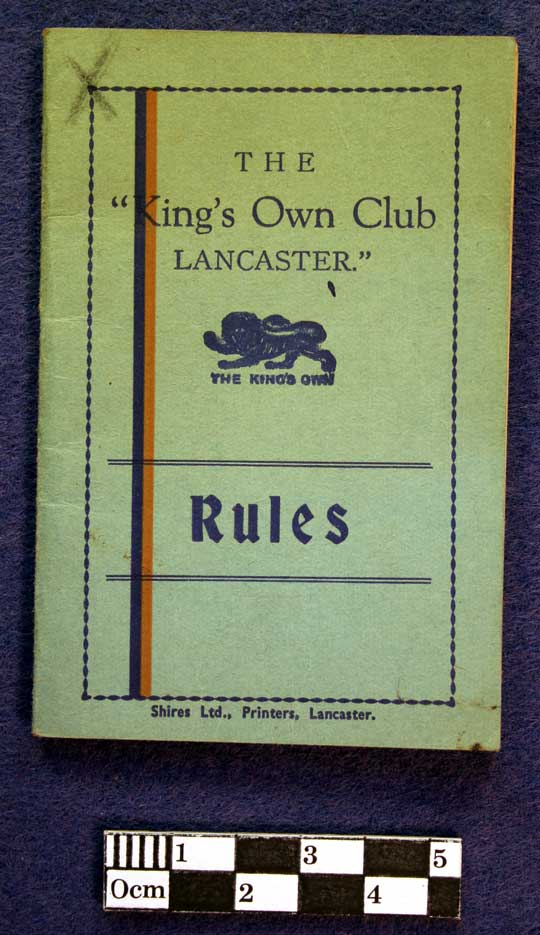 THE
“King's Own Club
LANCASTER.”
THE KING'S OWN
Rules
Shires Ltd., Printers, Lancaster.
1 3 5
0cm 2 4